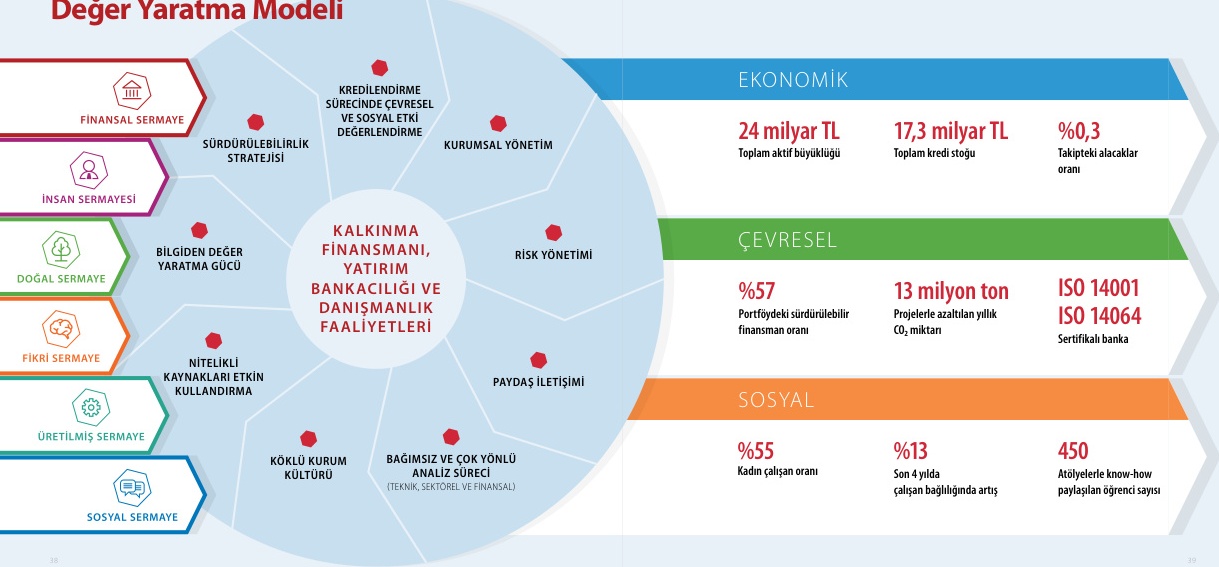 Değer Yaratma Modeli
FİNANSAL SERMAYE
İNSAN SERMAYESİ
DOĞAL SERMAYE
FİKRİ SERMAYE
ÜRETİLMİŞ SERMAYE
SOSYAL SERMAYE
KREDİLENDİRME
SÜRECİNDE ÇEVRESEL
VE SOSYAL ETKİ
DEĞERLENDİRME
SÜRDÜRÜLEBİLİRLİK
STRATEJİSİ
KURUMSAL YÖNETİM
BİLGİDEN DEĞER
YARATMA GÜCÜ
RİSK YÖNETİMİ
KALKINMA
FİNANSMANI,
YATIRIM
BANKACILIĞI VE
DANIŞMANLIK
FAALİYETLERİ
NİTELİKLİ
KAYNAKLARI ETKİN
KULLANDIRMA
PAYDAŞ İLETİŞİMİ
KÖKLÜ KURUM
KÜLTÜRÜ
BAĞIMSIZ VE ÇOK YÖNLÜ
ANALİZ SÜRECİ
(TEKNİK, SEKTÖREL VE FİNANSAL)
EKONOMİK
24 milyar TL
Toplam aktif büyüklüğü
17,3 milyar TL
Toplam kredi stoğu
%0,3
Takipteki alacaklar
oranı
ÇEVRESEL
%57
Portföydeki sürdürülebilir
finansman oranı
13 milyon ton
Projelerle azaltılan yıllık
CO₂ miktarı
ISO 14001
ISO 14064
Sertifikalı banka
SOSYAL
%55
Kadın çalışan oranı
%13
Son 4 yılda
çalışan bağlılığında artış
450
Atölyelerle know-how
paylaşılan öğrenci sayısı
38
39